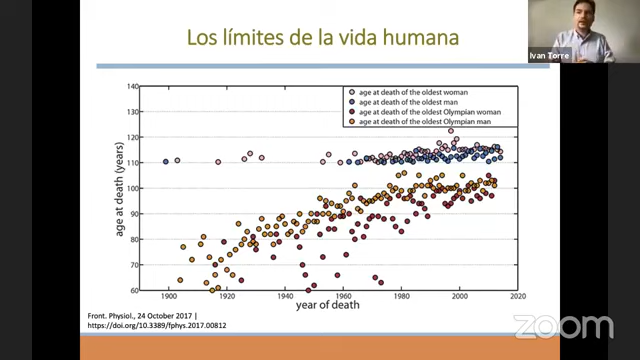 Los límites de la vida humana
Ivan Torre
140
130
120
110
100
90
80
70
60
age at death (years)
age at death of the oldest woman
age at death of the oldest man
age at death of the oldest Olympian woman
age at death of the oldest Olympian man
1900
1920
1940
1960
1980
2000
2020
year of death
Front. Physiol., 24 October 2017 |
https://doi.org/10.3389/fphys.2017.00812
zoom